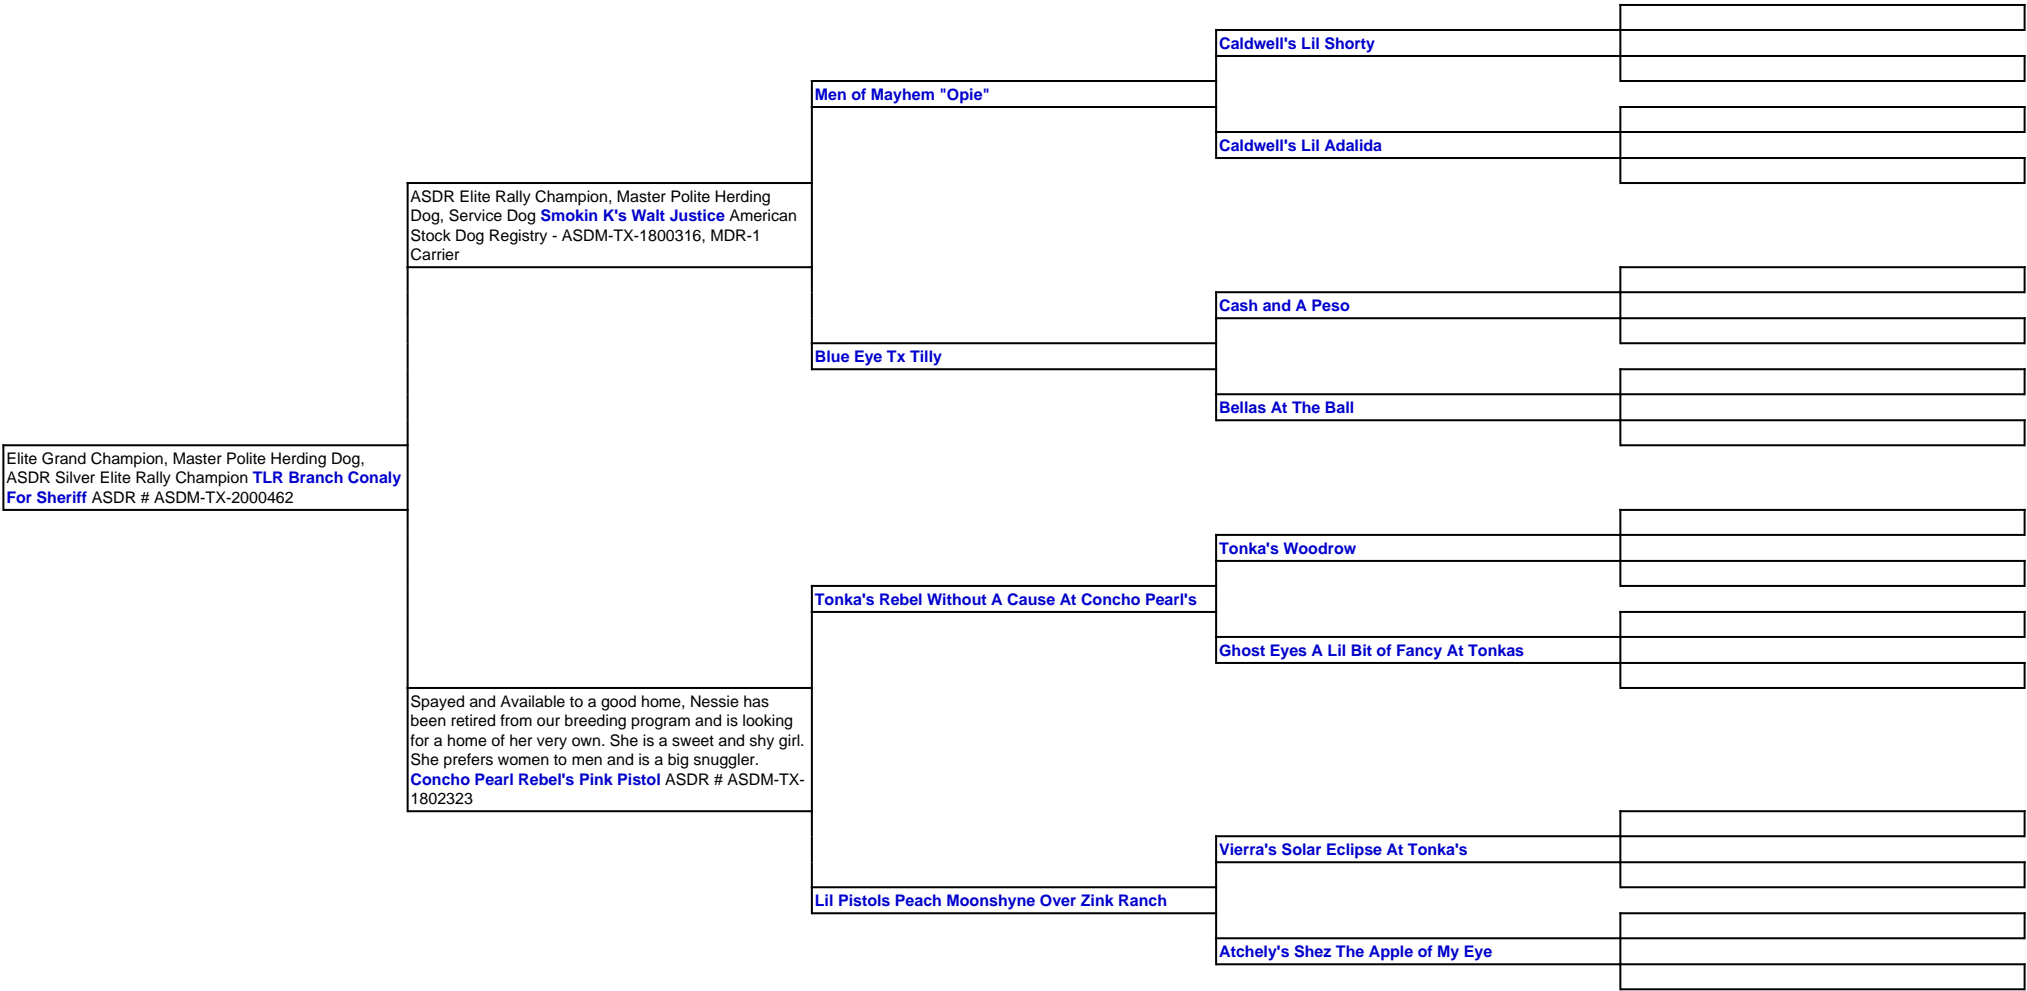 Caldwell's Lil Shorty
Men of Mayhem "Opie"
Caldwell's Lil Adalida
ASDR Elite Rally Champion, Master Polite Herding
Dog, Service Dog Smokin K's Walt Justice American
Stock Dog Registry - ASDM-TX-1800316, MDR-1
Carrier
Cash and A Peso
Blue Eye Tx Tilly
Bellas At The Ball
Elite Grand Champion, Master Polite Herding Dog,
ASDR Silver Elite Rally Champion TLR Branch Conaly
For Sheriff ASDR # ASDM-TX-2000462
Tonka's Woodrow
Tonka's Rebel Without A Cause At Concho Pearl's
Ghost Eyes A Lil Bit of Fancy At Tonkas
Spayed and Available to a good home, Nessie has
been retired from our breeding program and is looking
for a home of her very own. She is a sweet and shy girl.
She prefers women to men and is a big snuggler.
Concho Pearl Rebel's Pink Pistol ASDR # ASDM-TX-
1802323
Vierra's Solar Eclipse At Tonka's
Lil Pistols Peach Moonshyne Over Zink Ranch
Atchely's Shez The Apple of My Eye